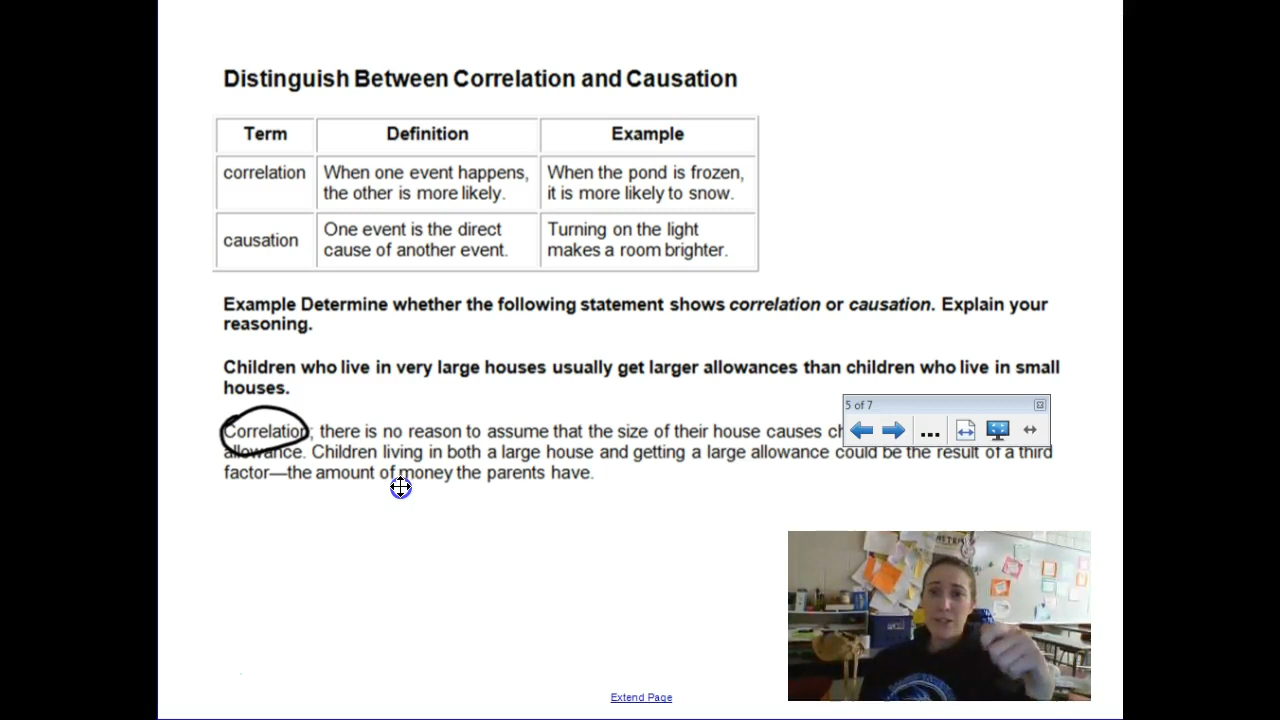 Distinguish Between Correlation and Causation
Term Definition Example
correlation When one event happens, the other is more likely. When the pond is frozen, it is more likely to snow.
causation One event is the direct cause of another event. Turning on the light makes a room brighter.
Example Determine whether the following statement shows correlation or causation. Explain your
reasoning.
Children who live in very large houses usually get larger allowances than children who live in small
houses.
5 of 7
Correlation; there is no reason to assume that the size of their house causes
allowance. Children living in both a large house and getting a large allowance could be the result of a third
factor—the amount of money the parents have.
Extend Page